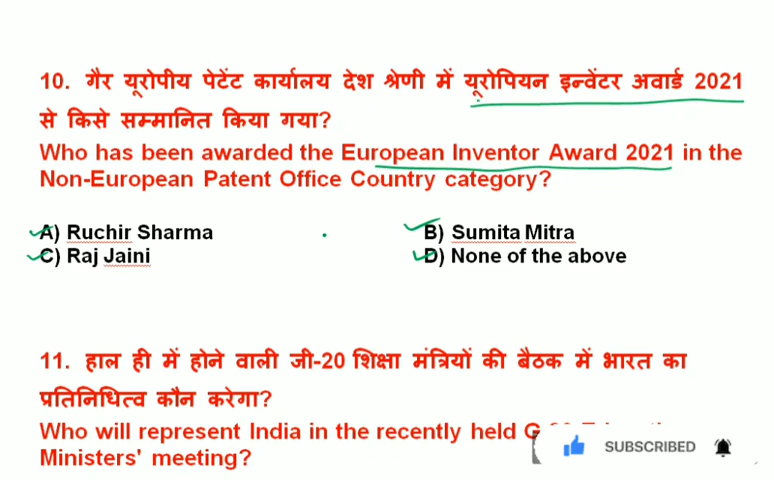 10. गैर यूरोपीय पेटेंट कार्यालय देश श्रेणी में यूरोपियन इन्वेंटर अवार्ड 2021
से किसे सम्मानित किया गया?
Who has been awarded the European Inventor Award 2021 in the
Non-European Patent Office Country category?
A) Ruchir Sharma B) Sumita Mitra
C) Raj Jaini D) None of the above
11. हाल ही में होने वाली जी-20 शिक्षा मंत्रियों की बैठक में भारत का
प्रतिनिधित्व कौन करेगा?
Who will represent India in the recently held
Ministers' meeting?
SUBSCRIBED